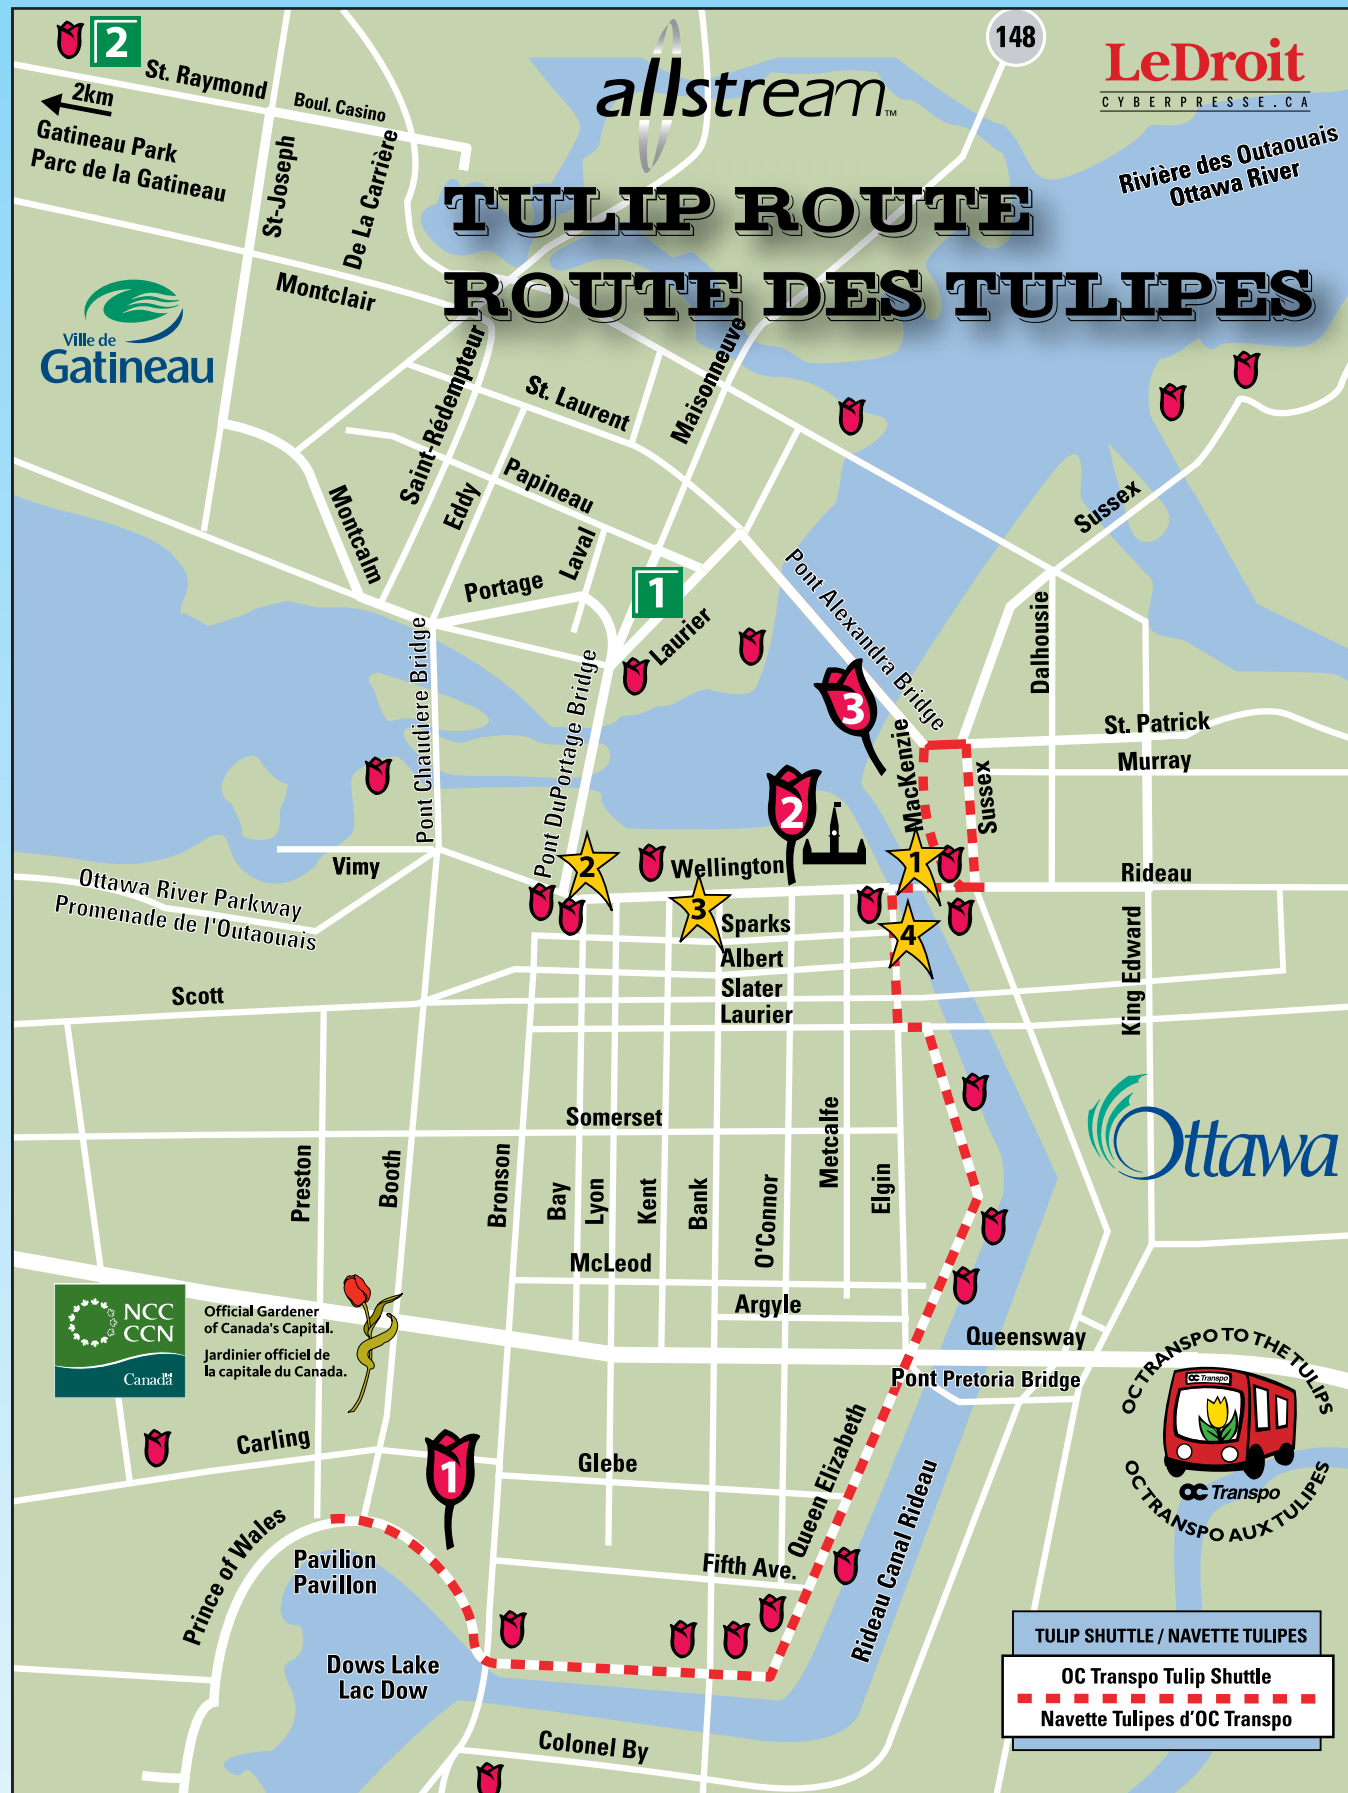 2
St. Raymond
2km
Gatineau Park
Parc de la Gatineau
Boul. Casino
St-Joseph
De La Carrière
Montclair
allstream™
148
LeDroit
CYBERPRESSE.CA
Rivière des Outaouais
Ottawa River
TULIP ROUTE
ROUTE DES TULIPES
Ville de
Gatineau
Saint-Rédempteur
St. Laurent
Maisonneuve
Montcalm
Eddy
Papineau
Laval
Portage
1
Laurier
Sussex
Pont Alexandra Bridge
Dalhousie
Pont Chaudiere Bridge
Pont DuPortage Bridge
3
MacKenzie
Sussex
St. Patrick
Murray
2
Vimy
2
Wellington
1
Rideau
Ottawa River Parkway
Promenade de l'Outaouais
3
Sparks
4
Albert
Slater
Laurier
Scott
King Edward
Somerset
Preston
Booth
Bronson
Bay
Lyon
Kent
Bank
O'Connor
Metcalfe
Elgin
Ottawa
McLeod
Argyle
Queensway
Pont Pretoria Bridge
NCC
CCN
Canada
Official Gardener
of Canada's Capital.
Jardinier officiel de
la capitale du Canada.
OC TRANSPO TO THE TULIPS
OC Transpo
OC Transpo
OC TRANSPO AUX TULIPES
Carling
1
Glebe
Queen Elizabeth
Rideau Canal Rideau
Prince of Wales
Pavilion
Pavillon
Fifth Ave.
Dows Lake
Lac Dow
Colonel By
TULIP SHUTTLE / NAVETTE TULIPES
OC Transpo Tulip Shuttle
Navette Tulipes d'OC Transpo